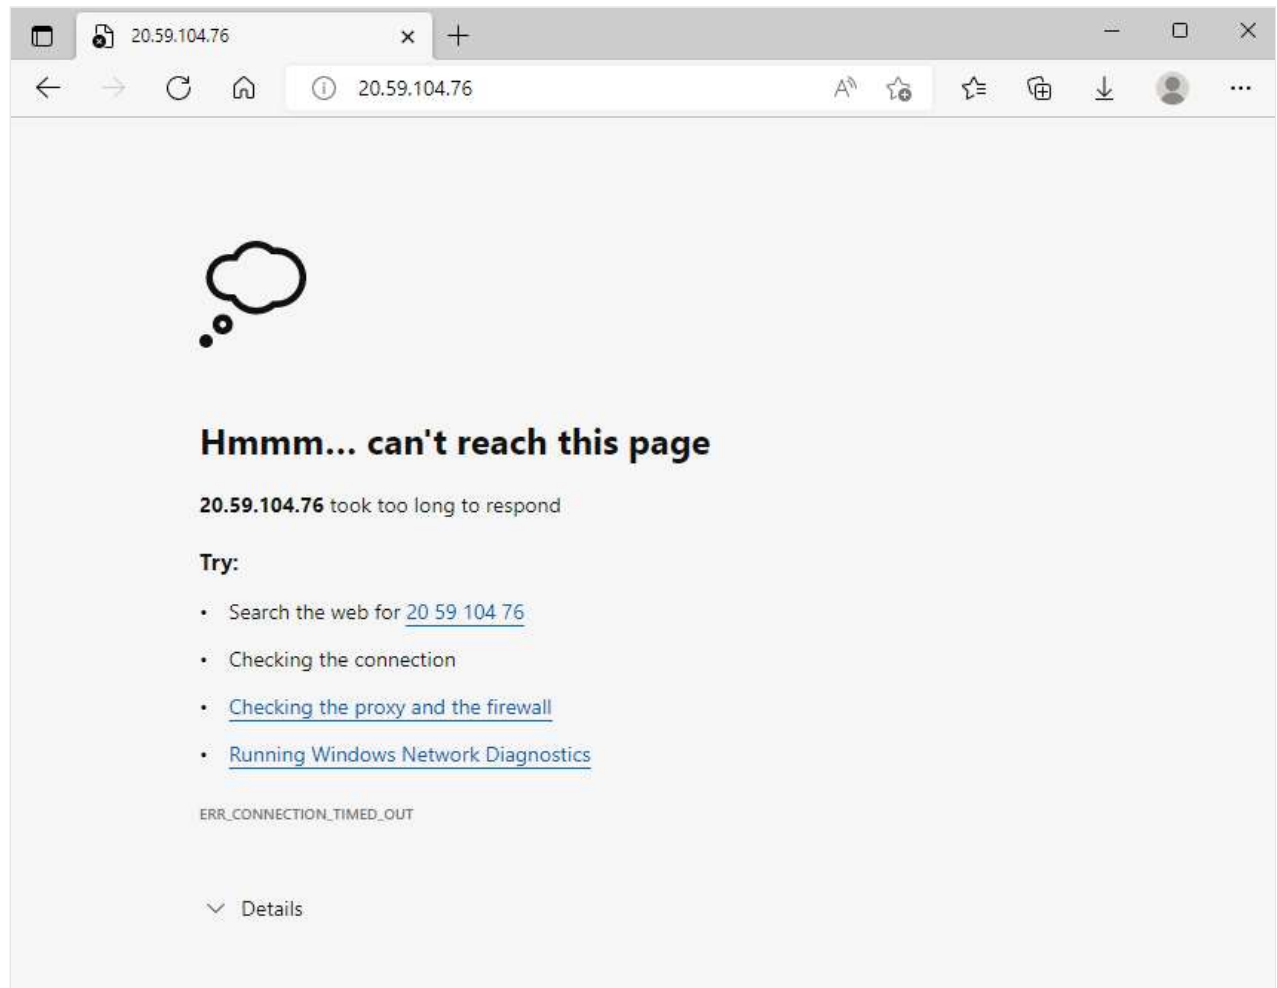 20.59.104.76
20.59.104.76
Hmmm... can't reach this page
20.59.104.76 took too long to respond
Try:
• Search the web for 20 59 104 76
• Checking the connection
• Checking the proxy and the firewall
• Running Windows Network Diagnostics
ERR_CONNECTION_TIMED_OUT
Details